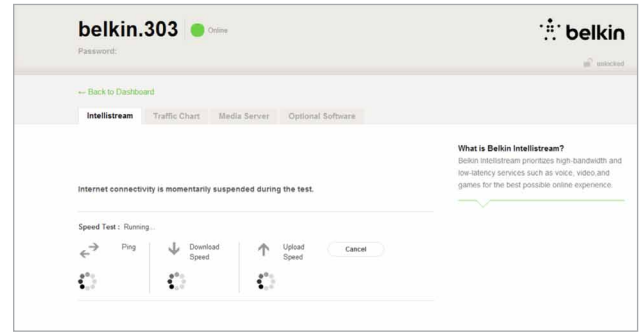 belkin.303
Online
belkin
Password:
unlocked
← Back to Dashboard
Intellistream
Traffic Chart
Media Server
Optional Software
What is Belkin Intellistream?
Belkin Intellistream prioritizes high-bandwidth and
low-latency services such as voice, video,and
games for the best possible online experience.
Internet connectivity is momentarily suspended during the test.
Speed Test : Running...
Ping
Download
Speed
Upload
Speed
Cancel